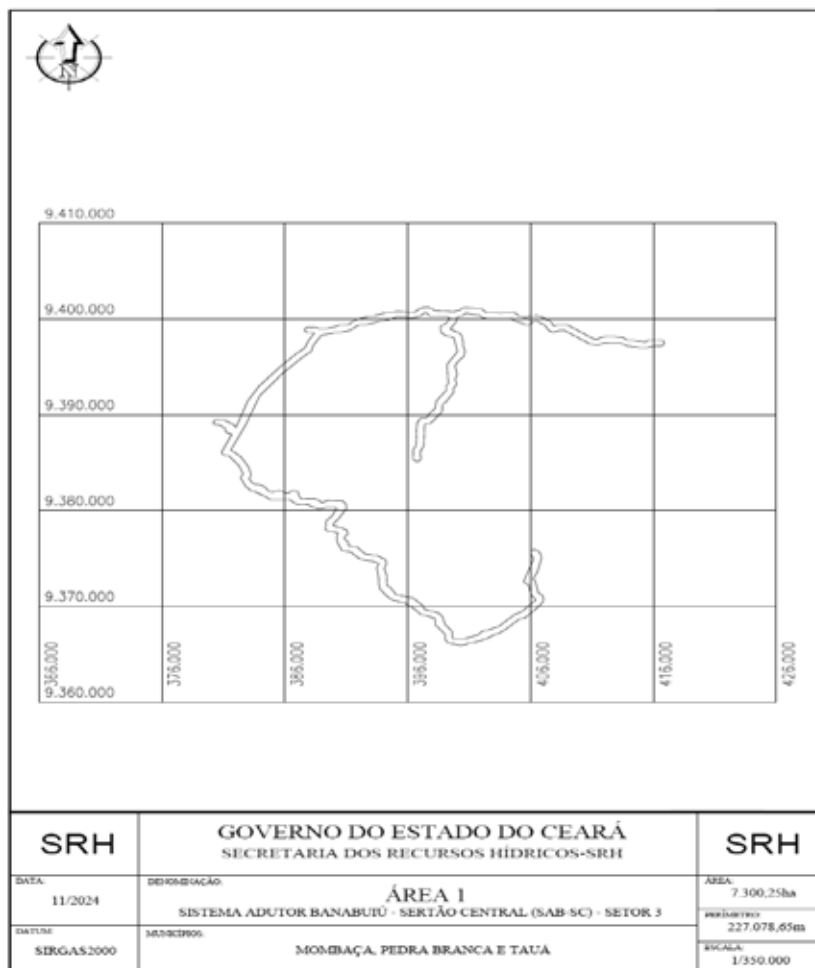 N
9.410.000
9.400.000
9.390.000
9.380.000
9.370.000
9.360.000
366.000
376.000
386.000
396.000
406.000
416.000
426.000
SRH
GOVERNO DO ESTADO DO CEARÁ
SECRETARIA DOS RECURSOS HÍDRICOS-SRH
SRH
DATA:
11/2024
DENOMINAÇÃO:
ÁREA 1
SISTEMA ADUTOR BANABUIÚ - SERTÃO CENTRAL (SAB-SC) - SETOR 3
ÁREA:
7.300,25ha
PERÍMETRO:
227.078,65m
DATUM:
SIRGAS2000
MUNICÍPIOS:
MOMBAÇA, PEDRA BRANCA E TAUÁ
ESCALA:
1/350.000